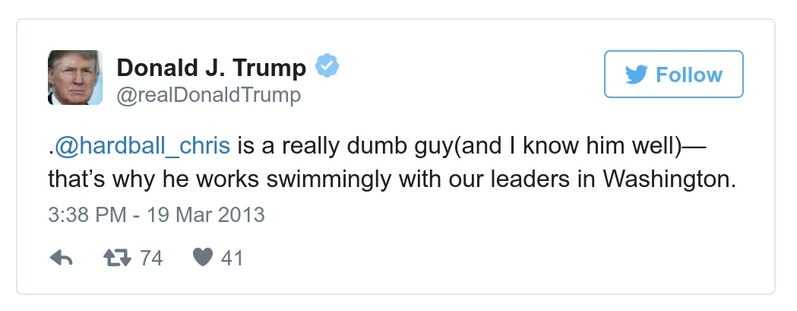 Donald J. Trump
@realDonaldTrump
Follow
.@hardball_chris is a really dumb guy(and I know him well)—
that’s why he works swimmingly with our leaders in Washington.
3:38 PM - 19 Mar 2013
74 41